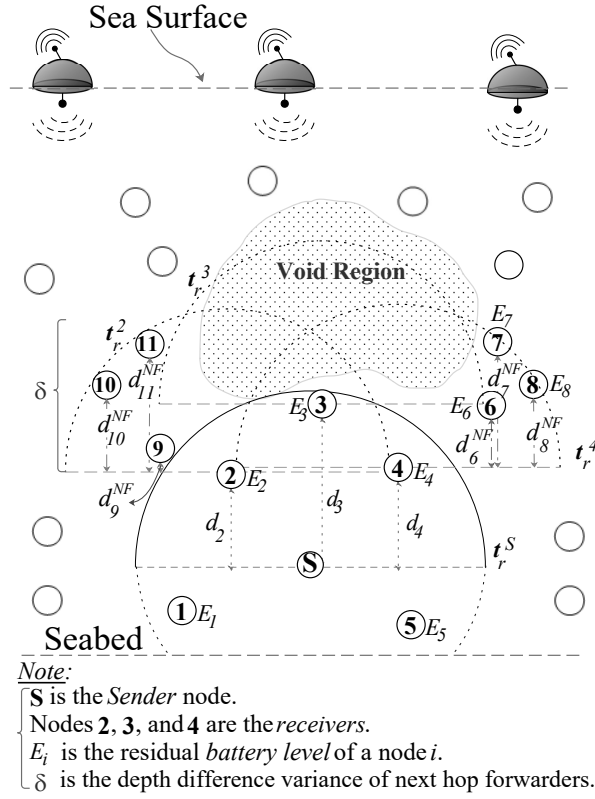 Sea Surface
Void Region
t_r^3
t_r^2
E_7
11
7
δ
d_11^NF
d_7^NF
10
8 E_8
E_3 3
E_6 6
d_10^NF
d_6^NF
d_8^NF
9
t_r^4
2 E_2
4 E_4
d_9^NF
d_2
d_3
d_4
t_r^S
S
1 E_1
5 E_5
Seabed
Note:
S is the Sender node.
Nodes 2, 3, and 4 are the receivers.
E_i is the residual battery level of a node i.
δ is the depth difference variance of next hop forwarders.